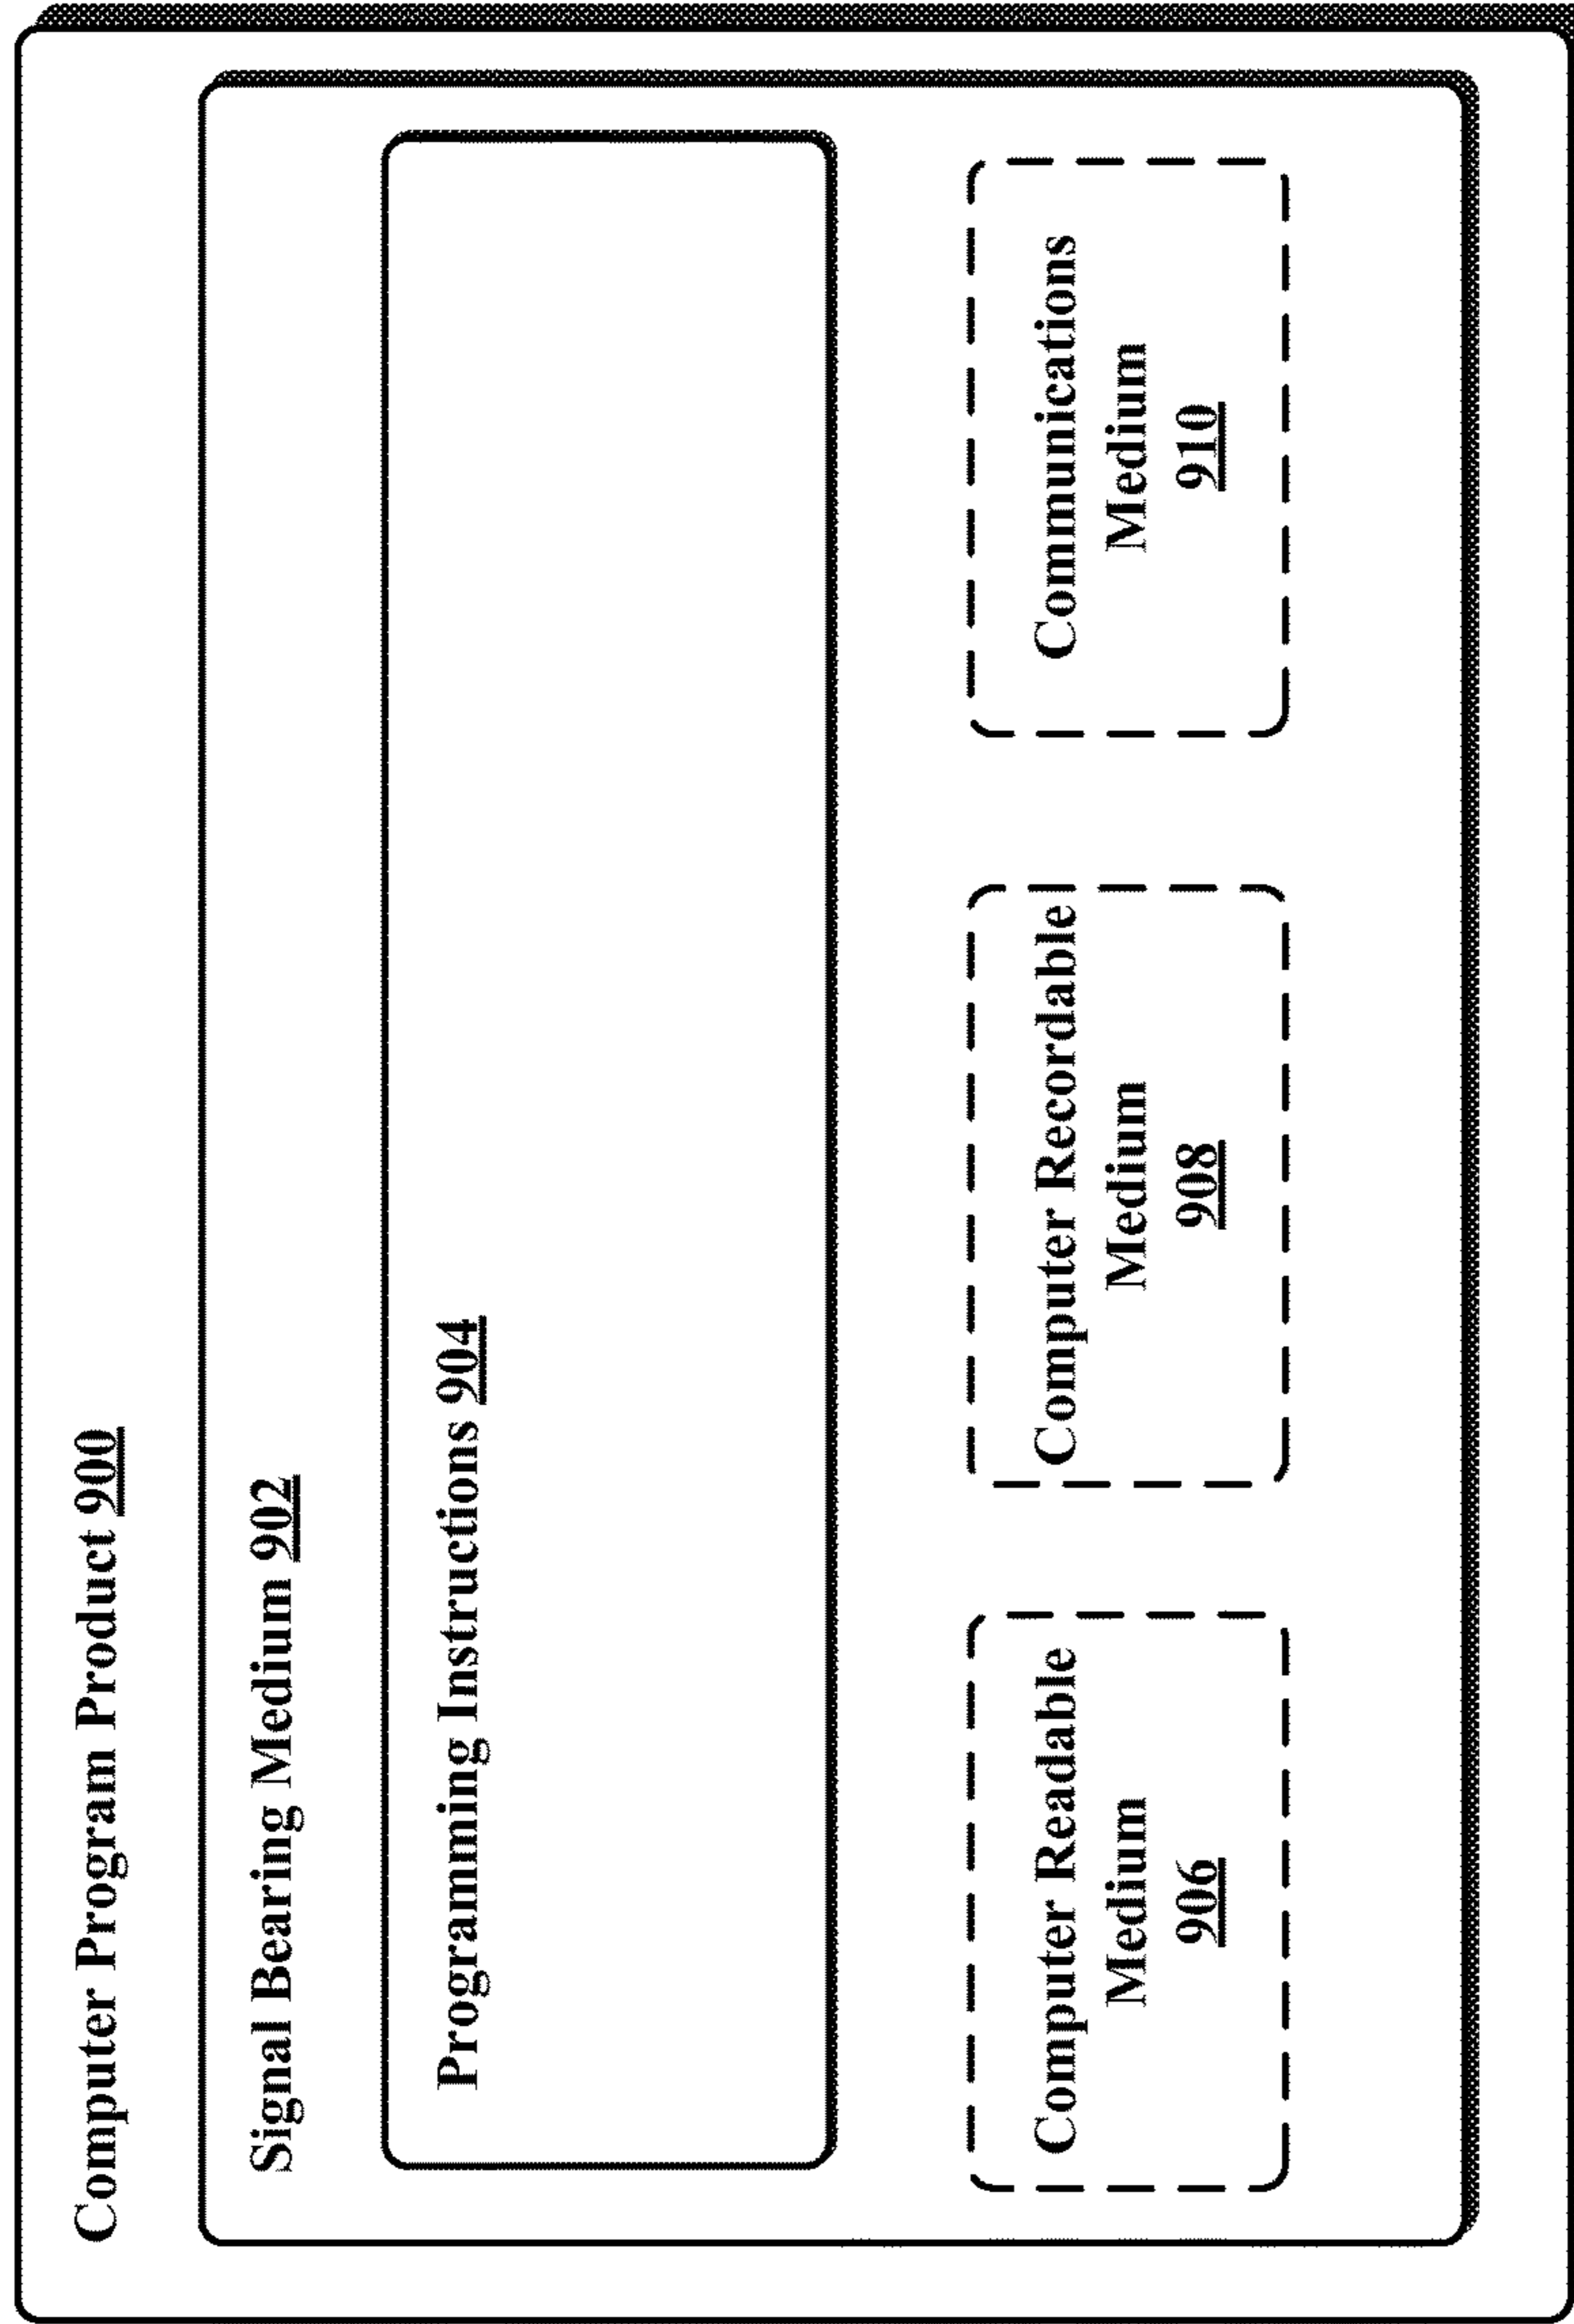 Computer Program Product 900
Signal Bearing Medium 902
Programming Instructions 904
Computer Readable
Medium
906
Computer Recordable
Medium
908
Communications
Medium
910